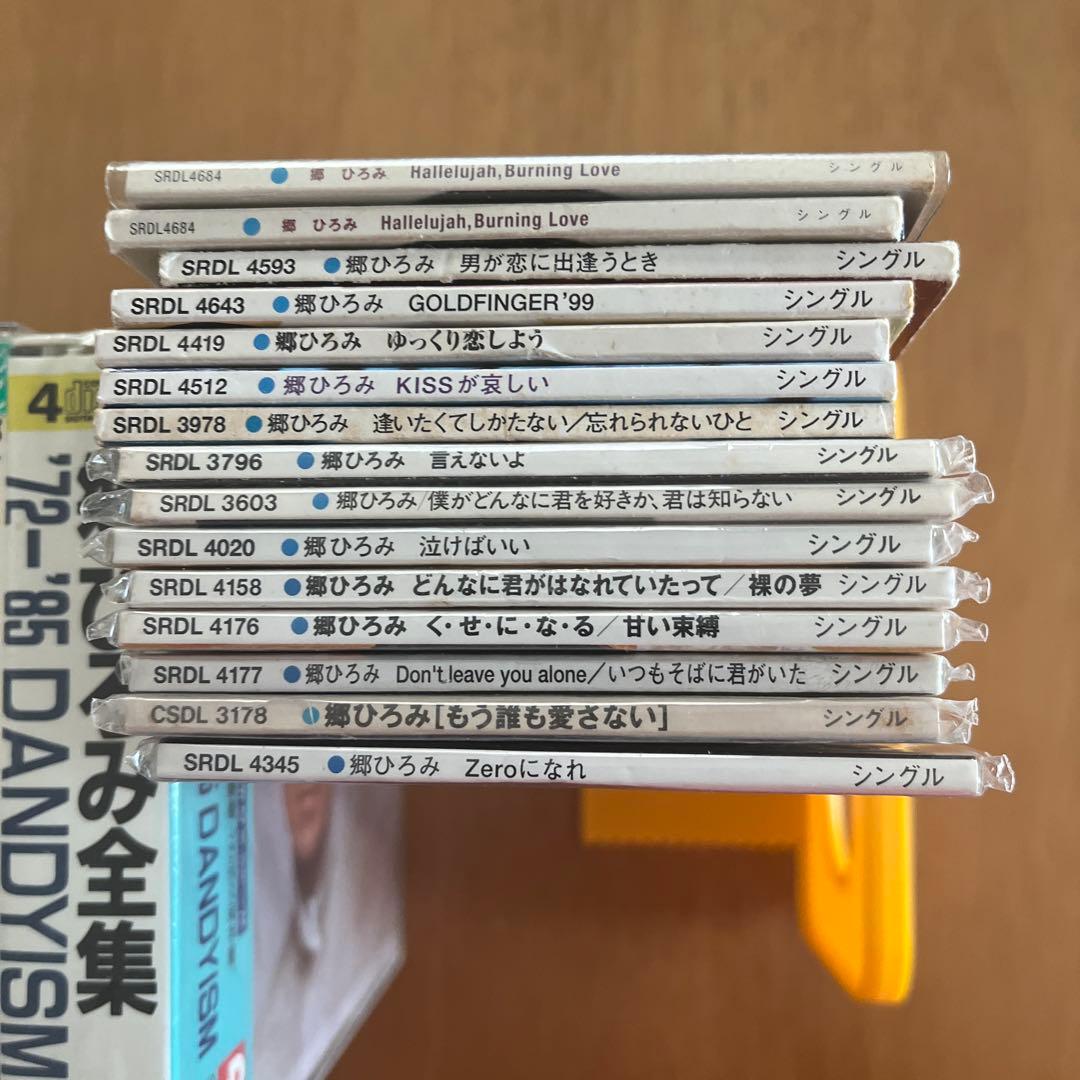 SRDL4684 ● 郷 ひろみ Hallelujah,Burning Love シングル
SRDL4684 ● 郷 ひろみ Hallelujah,Burning Love シングル
SRDL 4593 ●郷ひろみ 男が恋に出逢うとき シングル
SRDL 4643 ●郷ひろみ GOLDFINGER'99 シングル
SRDL 4419 ●郷ひろみ ゆっくり恋しよう シングル
SRDL 4512 ●郷ひろみ KISSが哀しい シングル
SRDL 3978 ●郷ひろみ 逢いたくてしかたない/忘れられないひと シングル
SRDL 3796 ●郷ひろみ 言えないよ シングル
SRDL 3603 ●郷ひろみ/僕がどんなに君を好きか、君は知らない シングル
SRDL 4020 ●郷ひろみ 泣けばいい シングル
SRDL 4158 ●郷ひろみ どんなに君がはなれていたって/裸の夢 シングル
SRDL 4176 ●郷ひろみ く・せ・に・な・る/甘い束縛 シングル
SRDL 4177 ●郷ひろみ Don't leave you alone/いつもそばに君がいた シングル
CSDL 3178 ●郷ひろみ[もう誰も愛さない] シングル
SRDL 4345 ●郷ひろみ Zeroになれ シングル
4
み全集
'72-'85 DANDYISM
DANDYISM